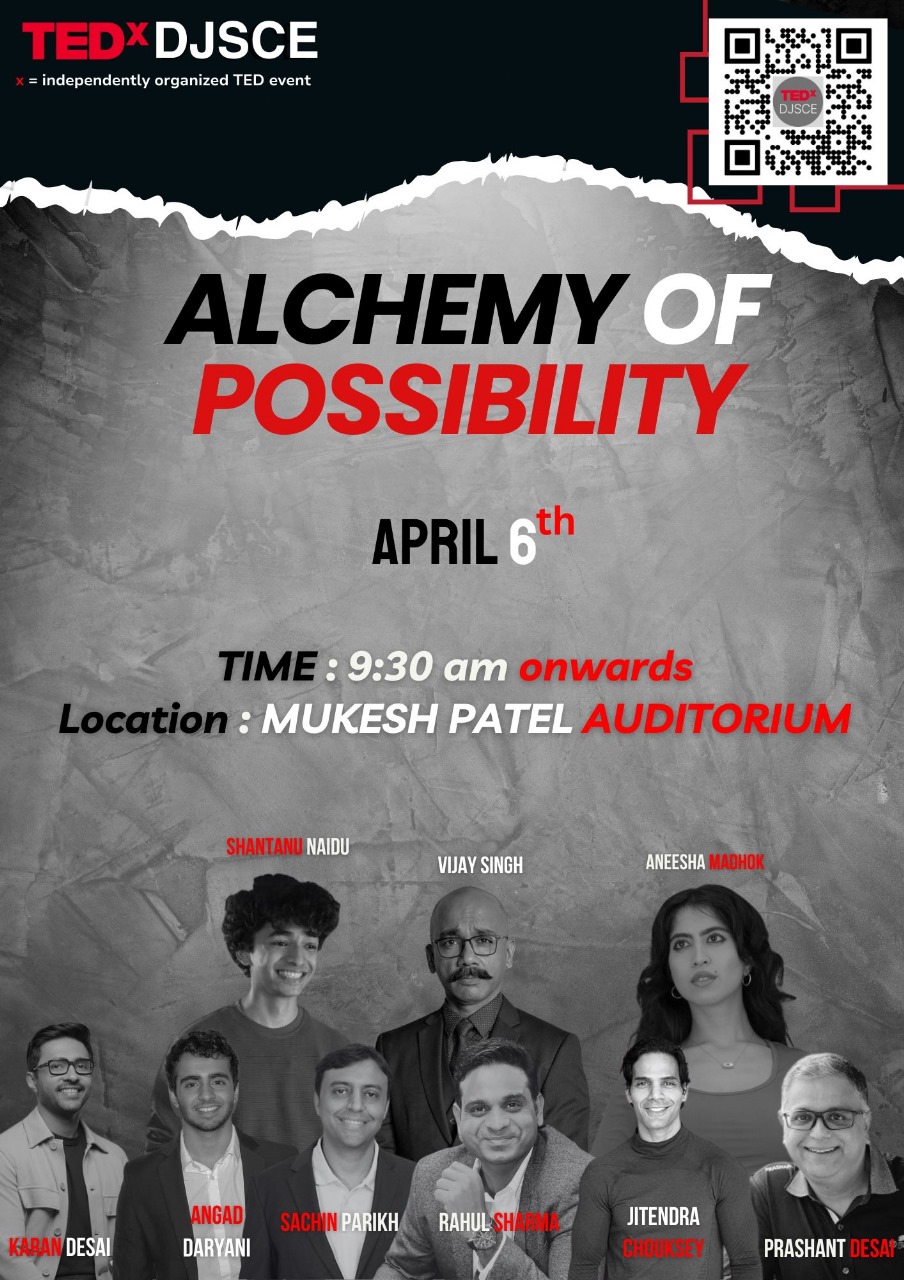 TEDxDJSCE
x = independently organized TED event
TEDx
DJSCE
ALCHEMY OF
POSSIBILITY
APRIL 6th
TIME : 9:30 am onwards
Location : MUKESH PATEL AUDITORIUM
SHANTANU NAIDU
VIJAY SINGH
ANEESHA MADHOK
KARAN DESAI
ANGAD
DARYANI
SACHIN PARIKH
RAHUL SHARMA
JITENDRA
CHOUKSEY
PRASHANT DESAI